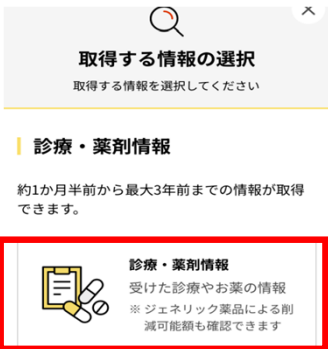 取得する情報の選択
取得する情報を選択してください
診療・薬剤情報
約1か月半前から最大3年前までの情報が取得
できます。
診療・薬剤情報
受けた診療やお薬の情報
※ ジェネリック薬品による削
減可能額も確認できます